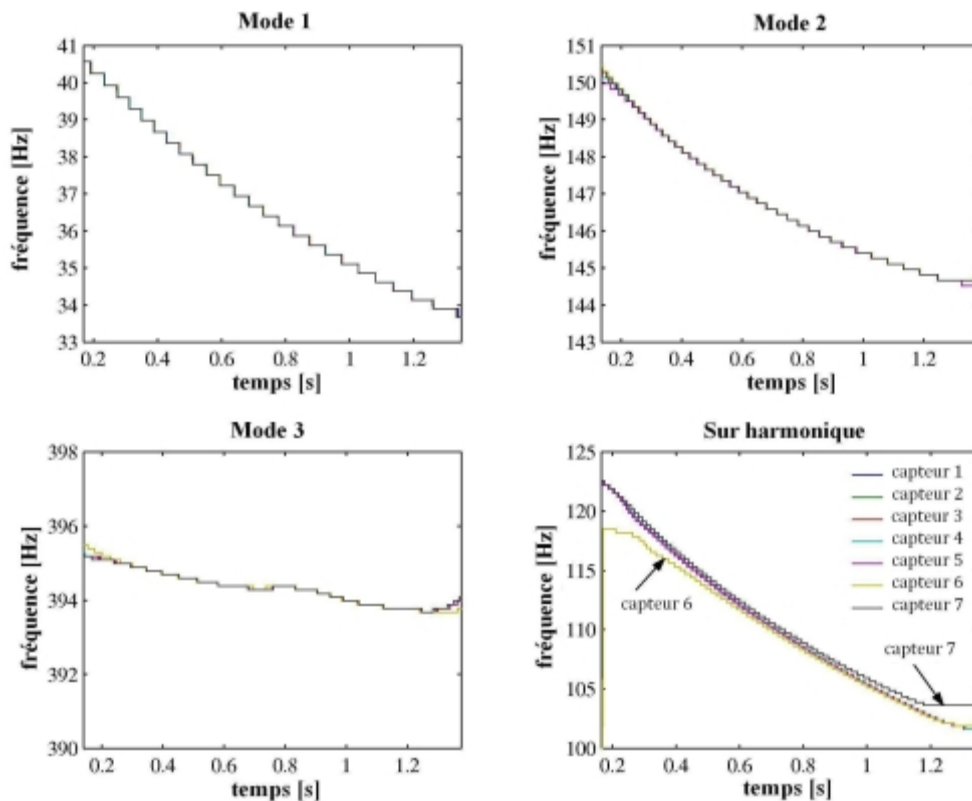 Mode 1
41
40
39
38
37
36
35
34
33
fréquence [Hz]
0.2 0.4 0.6 0.8 1 1.2
temps [s]
Mode 2
151
150
149
148
147
146
145
144
143
fréquence [Hz]
0.2 0.4 0.6 0.8 1 1.2
temps [s]
Mode 3
398
396
394
392
390
fréquence [Hz]
0.2 0.4 0.6 0.8 1 1.2
temps [s]
Sur harmonique
125
120
115
110
105
100
fréquence [Hz]
0.2 0.4 0.6 0.8 1 1.2
temps [s]
capteur 1
capteur 2
capteur 3
capteur 4
capteur 5
capteur 6
capteur 7
capteur 6
capteur 7